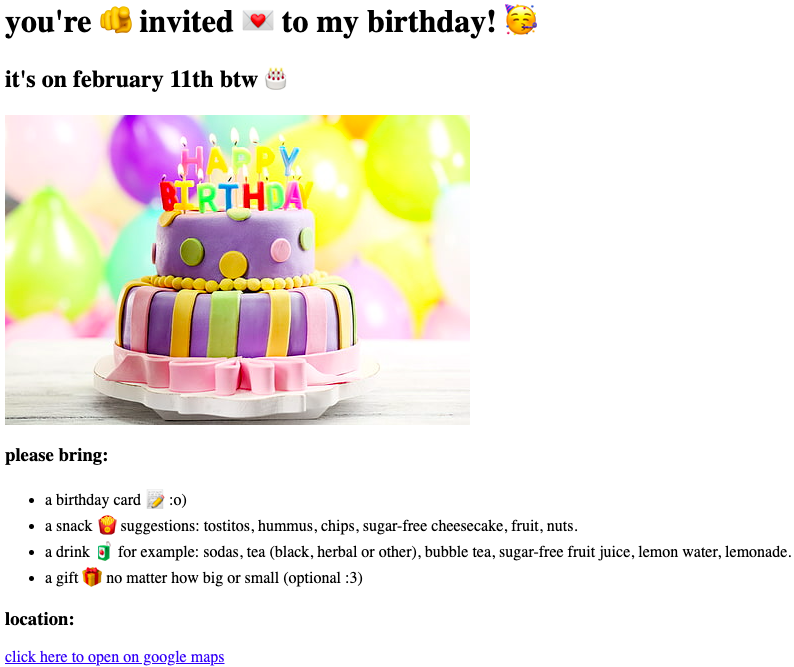 you're 🫵 invited 💌 to my birthday! 🥳
it's on february 11th btw 🎂
HAPPY
BIRTHDAY
please bring:
• a birthday card 📝 :o)
• a snack 🍟 suggestions: tostitos, hummus, chips, sugar-free cheesecake, fruit, nuts.
• a drink 🧃 for example: sodas, tea (black, herbal or other), bubble tea, sugar-free fruit juice, lemon water, lemonade.
• a gift 🎁 no matter how big or small (optional :3)
location:
click here to open on google maps